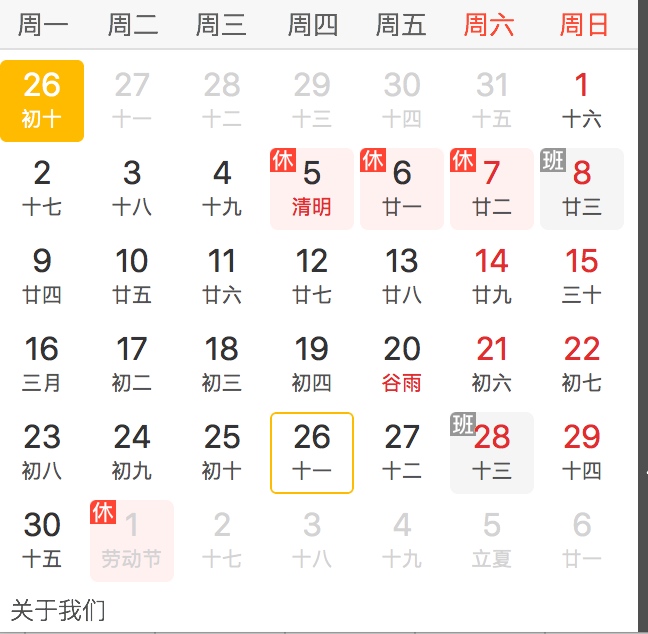 周一 周二 周三 周四 周五 周六 周日
26 27 28 29 30 31 1
初十 十一 十二 十三 十四 十五 十六
休 休 休 班
2 3 4 5 6 7 8
十七 十八 十九 清明 廿一 廿二 廿三
9 10 11 12 13 14 15
廿四 廿五 廿六 廿七 廿八 廿九 三十
16 17 18 19 20 21 22
三月 初二 初三 初四 谷雨 初六 初七
班
23 24 25 26 27 28 29
初八 初九 初十 十一 十二 十三 十四
休
30 1 2 3 4 5 6
十五 劳动节 十七 十八 十九 立夏 廿一
关于我们